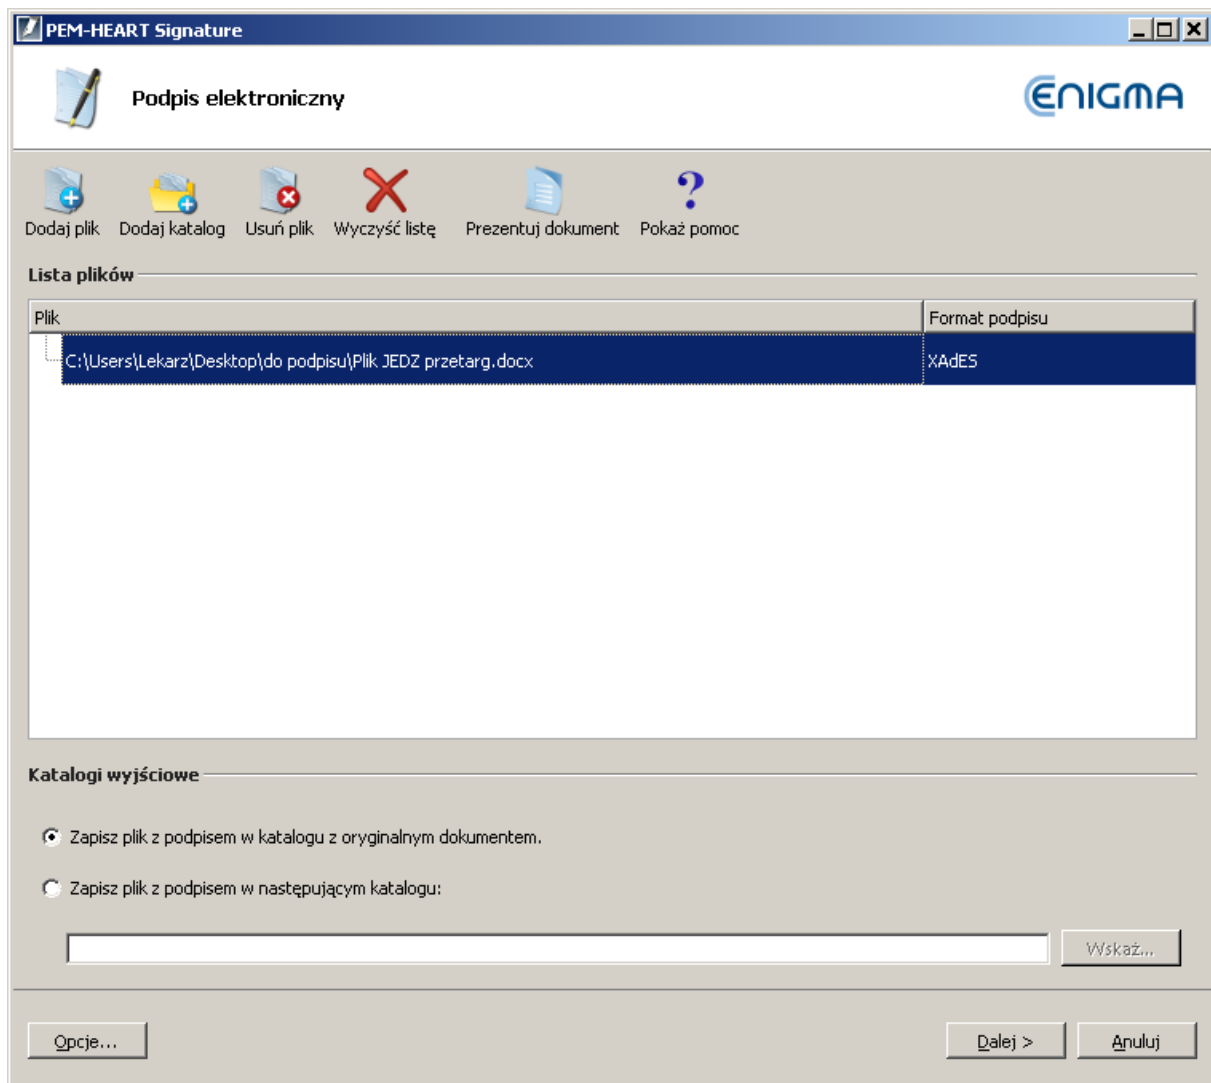 PEM-HEART Signature
Podpis elektroniczny
ENIGMA
Dodaj plik Dodaj katalog Usuń plik Wyczyść listę Prezentuj dokument Pokaż pomoc
Lista plików
Plik Format podpisu
C:\Users\Lekarz\Desktop\do podpisu\Plik JEDZ przetarg.docx XAdES
Katalogi wyjściowe
Zapisz plik z podpisem w katalogu z oryginalnym dokumentem.
Zapisz plik z podpisem w następującym katalogu:
Wskaż...
Opcje... Dalej > Anuluj